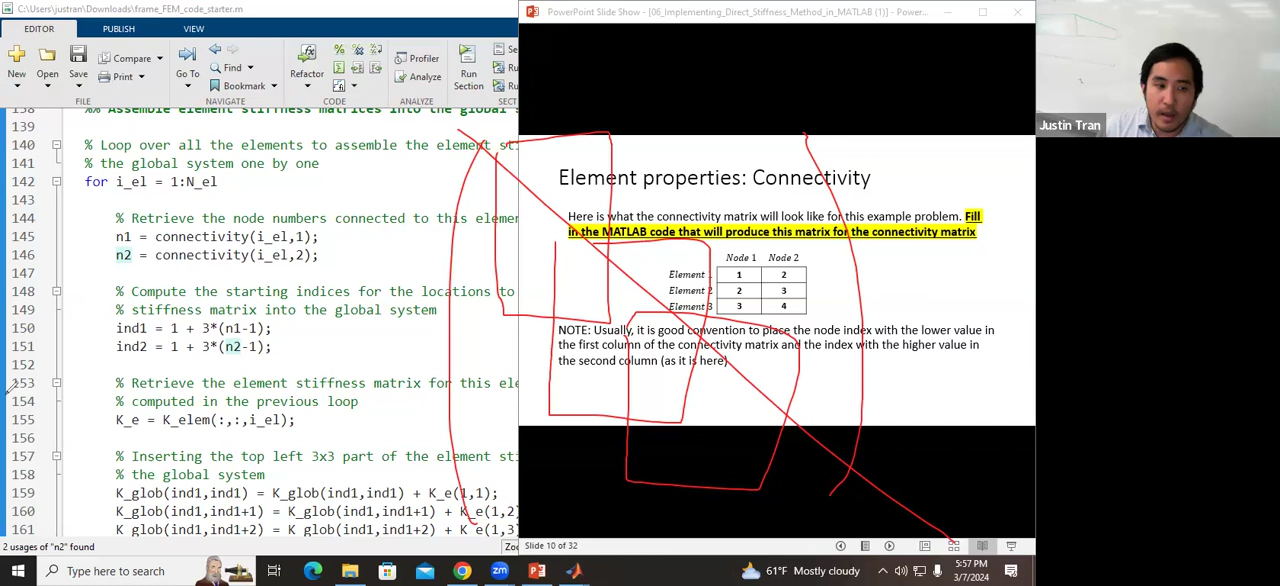 C:\Users\justran\Downloads\frame_FEM_code_starter.m
EDITOR
PUBLISH
VIEW
New
Open
Save
Compare
Print
Go To
Find
Bookmark
Refactor
Profiler
Analyze
Run
Section
FILE
NAVIGATE
CODE
ANALYZE
SECT
138 %% Assemble element stiffness matrices into the global s
139
140 % Loop over all the elements to assemble the element sti
141 % the global system one by one
142 for i_el = 1:N_el
143
144 % Retrieve the node numbers connected to this elemen
145 n1 = connectivity(i_el,1);
146 n2 = connectivity(i_el,2);
147
148 % Compute the starting indices for the locations to
149 % stiffness matrix into the global system
150 ind1 = 1 + 3*(n1-1);
151 ind2 = 1 + 3*(n2-1);
152
153 % Retrieve the element stiffness matrix for this ele
154 % computed in the previous loop
155 K_e = K_elem(:,:,i_el);
156
157 % Inserting the top left 3x3 part of the element sti
158 % the global system
159 K_glob(ind1,ind1) = K_glob(ind1,ind1) + K_e(1,1);
160 K_glob(ind1,ind1+1) = K_glob(ind1,ind1+1) + K_e(1,2)
161 K_glob(ind1,ind1+2) = K_glob(ind1,ind1+2) + K_e(1,3)
2 usages of "n2" found
Zoo
PowerPoint Slide Show - [06_Implementing_Direct_Stiffness_Method_in_MATLAB (1)] - Power...
Element properties: Connectivity
Here is what the connectivity matrix will look like for this example problem. Fill
in the MATLAB code that will produce this matrix for the connectivity matrix
Node 1 Node 2
Element 1 1 2
Element 2 2 3
Element 3 3 4
NOTE: Usually, it is good convention to place the node index with the lower value in
the first column of the connectivity matrix and the index with the higher value in
the second column (as it is here)
Slide 10 of 32
Justin Tran
Type here to search
zm
61°F Mostly cloudy
5:57 PM
3/7/2024